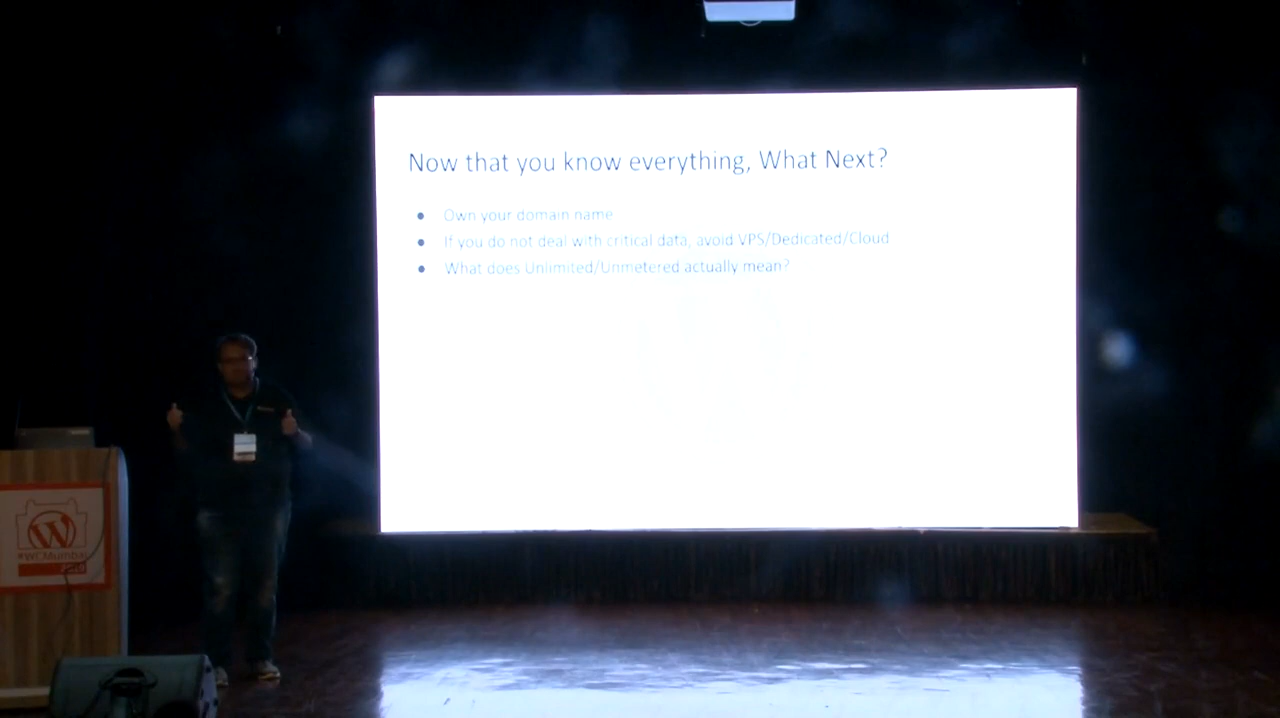 Now that you know everything, What Next?
● Own your domain name
● If you do not deal with critical data, avoid VPS/Dedicated/Cloud
● What does Unlimited/Unmetered actually mean?
#WCMumbai